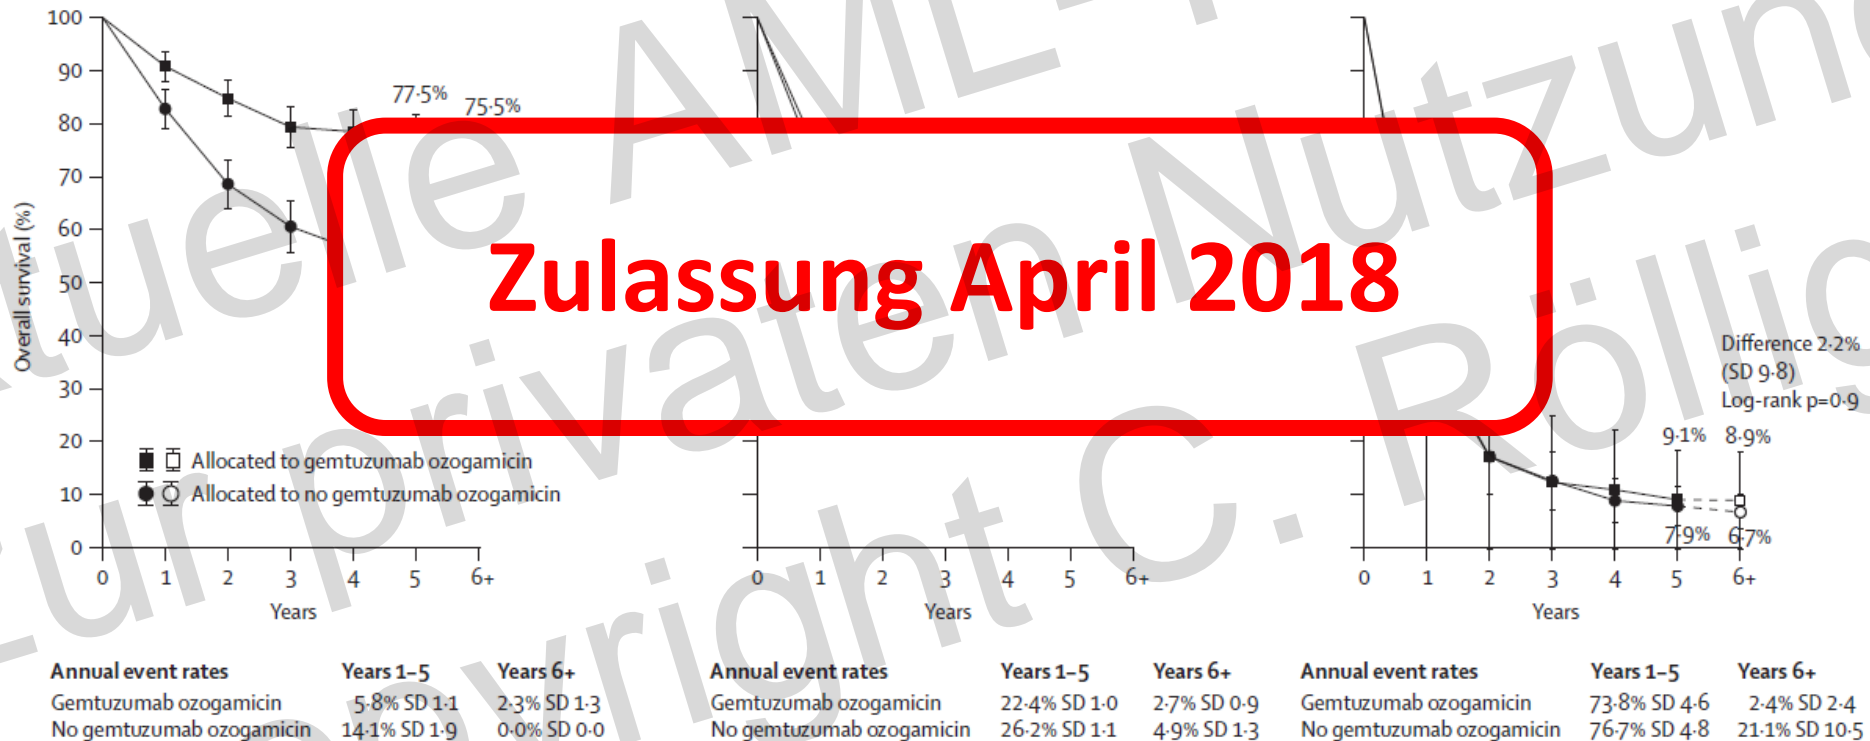 100
90
80
70
60
50
40
30
20
10
0
Overall survival (%)
77·5%
75·5%
Zulassung April 2018
Allocated to gemtuzumab ozogamicin
Allocated to no gemtuzumab ozogamicin
0 1 2 3 4 5 6+
Years
0 1 2 3 4 5 6+
Years
Difference 2·2%
(SD 9·8)
Log-rank p=0·9
9·1% 8·9%
7·9% 6·7%
0 1 2 3 4 5 6+
Years
Annual event rates Years 1–5 Years 6+
Gemtuzumab ozogamicin 5·8% SD 1·1 2·3% SD 1·3
No gemtuzumab ozogamicin 14·1% SD 1·9 0·0% SD 0·0
Annual event rates Years 1–5 Years 6+
Gemtuzumab ozogamicin 22·4% SD 1·0 2·7% SD 0·9
No gemtuzumab ozogamicin 26·2% SD 1·1 4·9% SD 1·3
Annual event rates Years 1–5 Years 6+
Gemtuzumab ozogamicin 73·8% SD 4·6 2·4% SD 2·4
No gemtuzumab ozogamicin 76·7% SD 4·8 21·1% SD 10·5
AML-
zur privaten Nutzung
C. Röllig